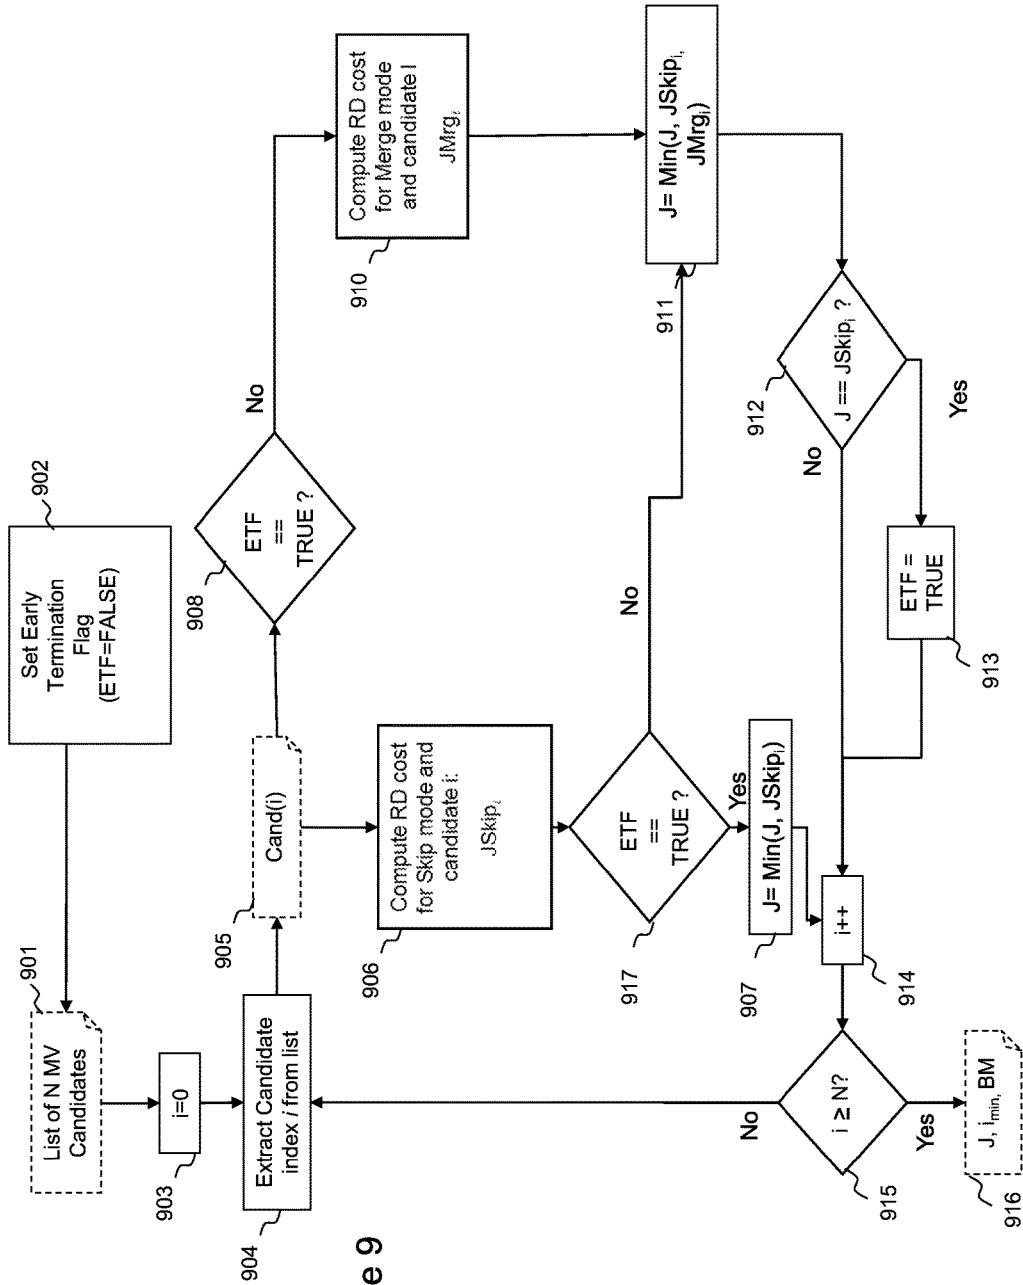 Set Early
Termination
Flag
(ETF=FALSE)
902
List of N MV
Candidates
901
i=0
903
Extract Candidate
index i from list
904
Cand(i)
905
Compute RD cost
for Skip mode and
candidate i:
JSkipᵢ
906
ETF
==
TRUE ?
908
No
Compute RD cost
for Merge mode
and candidate I
JMrgᵢ
910
ETF
==
TRUE ?
917
No
Yes
J= Min(J, JSkipᵢ)
907
J= Min(J, JSkipᵢ,
JMrgᵢ)
911
J == JSkipᵢ ?
912
No
Yes
ETF =
TRUE
913
i++
914
i ≥ N?
915
No
Yes
J, iₘᵢₙ, BM
916
e 9